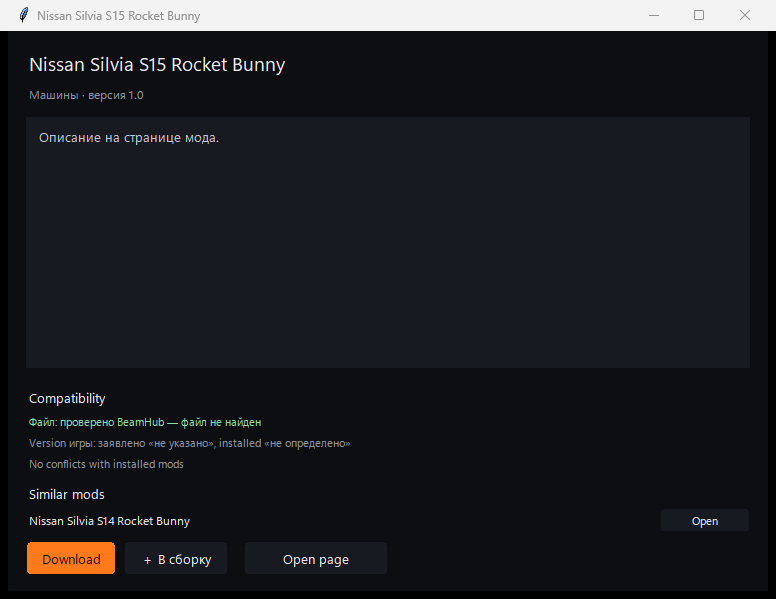 Nissan Silvia S15 Rocket Bunny
Nissan Silvia S15 Rocket Bunny
Машины · версия 1.0
Описание на странице мода.
Compatibility
Файл: проверено BeamHub — файл не найден
Version игры: заявлено «не указано», installed «не определено»
No conflicts with installed mods
Similar mods
Nissan Silvia S14 Rocket Bunny
Open
Download
+ В сборку
Open page